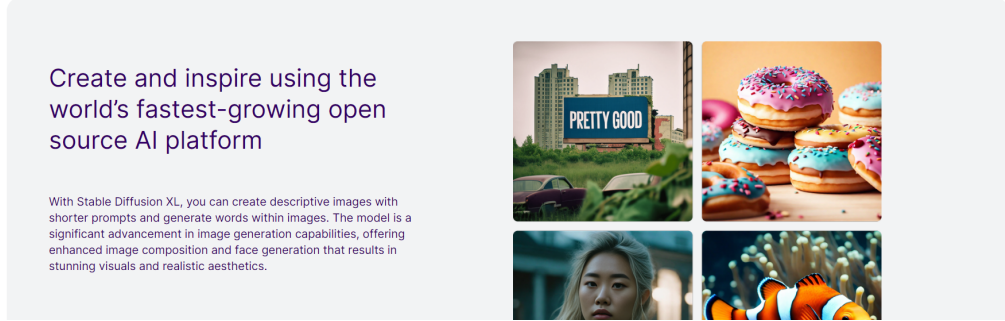 Create and inspire using the
world’s fastest-growing open
source AI platform
With Stable Diffusion XL, you can create descriptive images with
shorter prompts and generate words within images. The model is a
significant advancement in image generation capabilities, offering
enhanced image composition and face generation that results in
stunning visuals and realistic aesthetics.
PRETTY GOOD